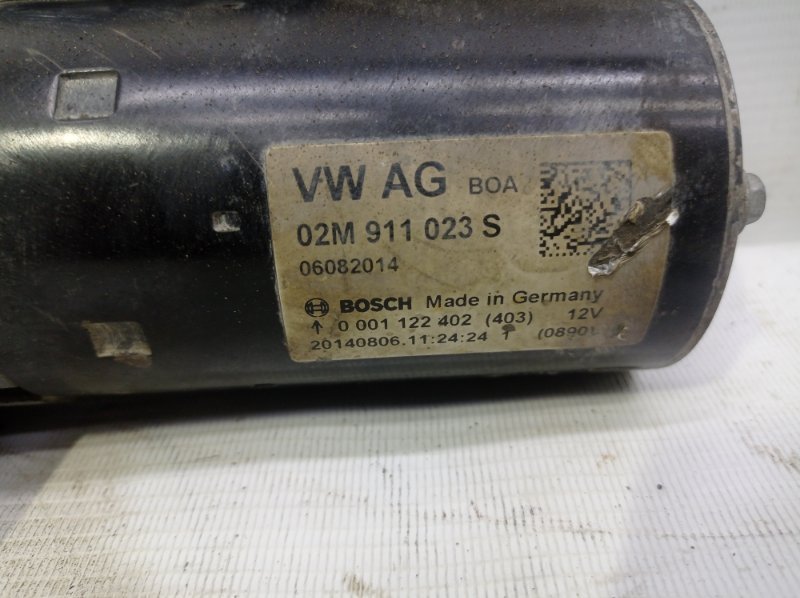 VW AG BOA
02M 911 023 S
06082014
BOSCH Made in Germany
↑ 0 001 122 402 (403) 12V
20140806.11:24:24 1